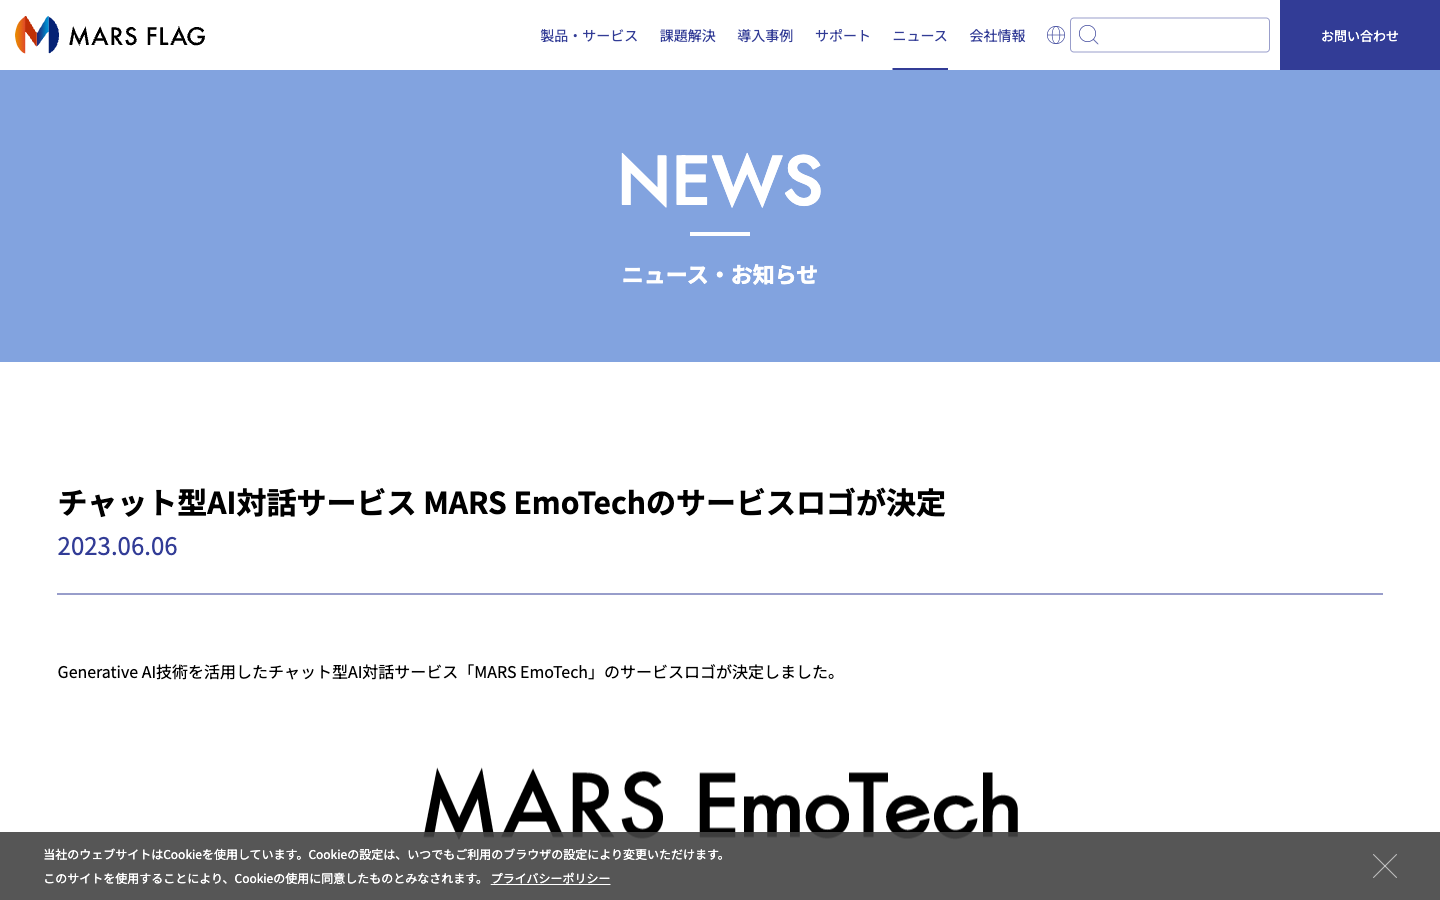 MARS FLAG
製品・サービス 課題解決 導入事例 サポート ニュース 会社情報
お問い合わせ
NEWS
ニュース・お知らせ
チャット型AI対話サービス MARS EmoTechのサービスロゴが決定
2023.06.06
Generative AI技術を活用したチャット型AI対話サービス「MARS EmoTech」のサービスロゴが決定しました。
MARS EmoTech
当社のウェブサイトはCookieを使用しています。Cookieの設定は、いつでもご利用のブラウザの設定により変更いただけます。
このサイトを使用することにより、Cookieの使用に同意したものとみなされます。 プライバシーポリシー